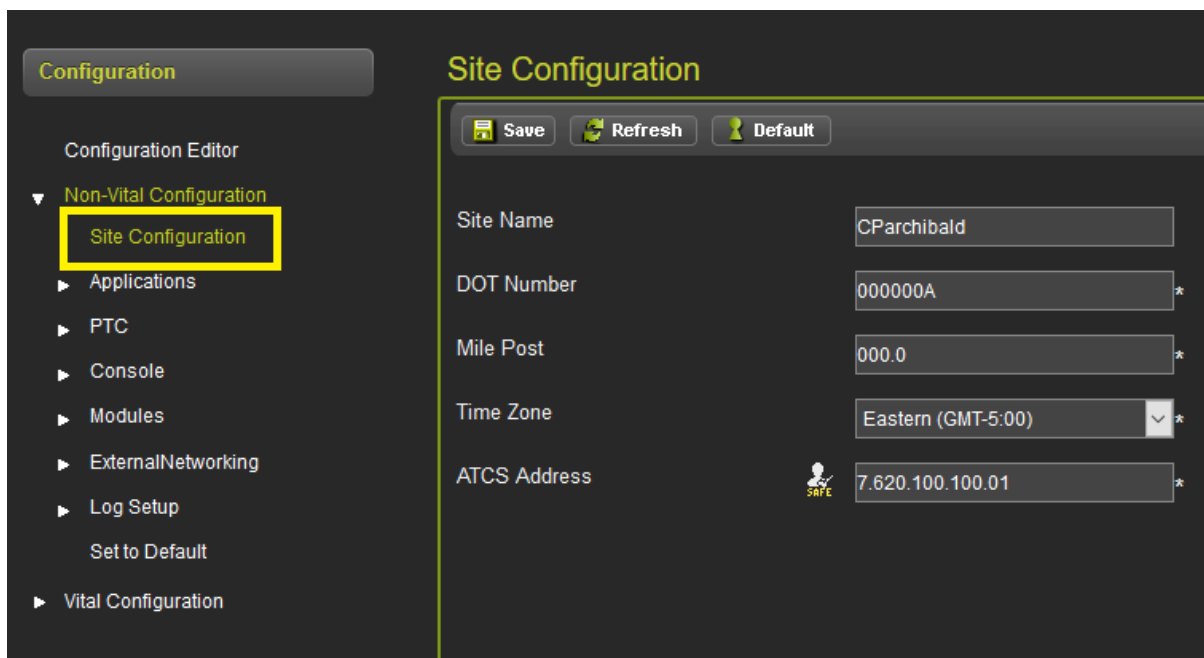 Configuration
Configuration Editor
Non-Vital Configuration
Site Configuration
Applications
PTC
Console
Modules
ExternalNetworking
Log Setup
Set to Default
Vital Configuration
Site Configuration
Save Refresh Default
Site Name CParchibald
DOT Number 000000A *
Mile Post 000.0 *
Time Zone Eastern (GMT-5:00) *
ATCS Address SAFE 7.620.100.100.01 *